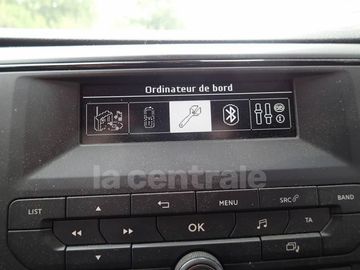 Ordinateur de bord
la centrale
LIST
MENU
SRC
BAND
OK
TA